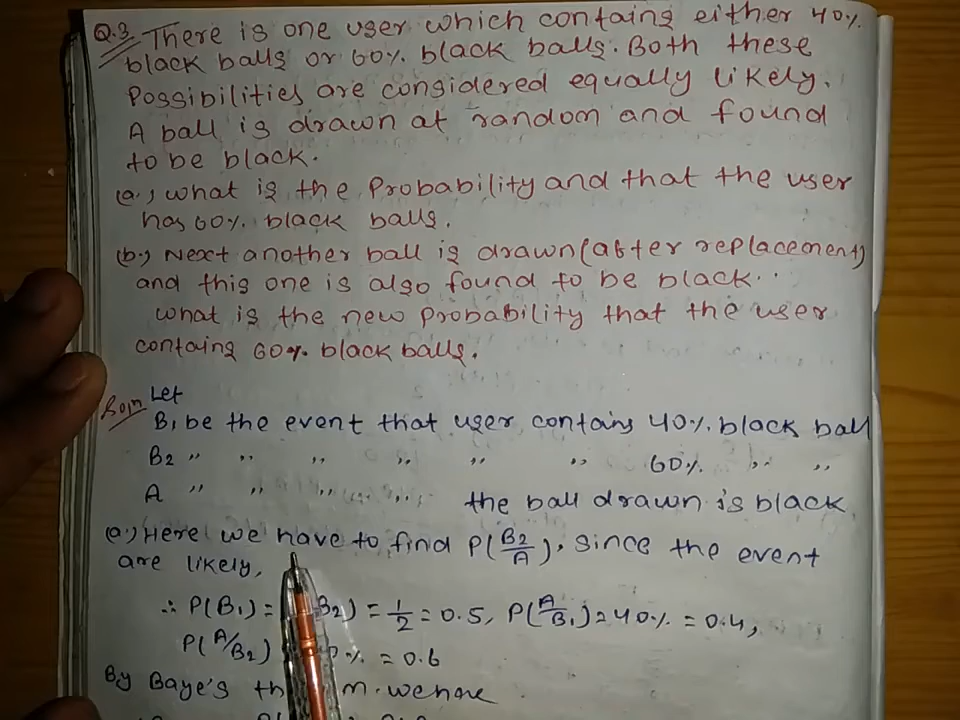 Q.3. There is one user which contains either 40%.
black balls or 60%. black balls. Both these
Possibilities are considered equally likely.
A ball is drawn at random and found
to be black.
(a.) what is the Probability and that the user
has 60%. black balls.
(b.) Next another ball is drawn (after replacement)
and this one is also found to be black..
what is the new probability that the user
contains 60%. black balls.
Soln Let
B₁ be the event that user contains 40%. black ball
B₂ ,, ,, ,, ,, ,, ,, 60%. ,, ,,
A ,, ,, ,, ,, the ball drawn is black
(a.) Here we have to find P(B₂/A), since the event
are likely,
∴ P(B₁) = B₂) = 1/2 = 0.5, P(A/B₁) = 40%. = 0.4,
P(A/B₂) 0%. = 0.6
By Baye's th m. we have